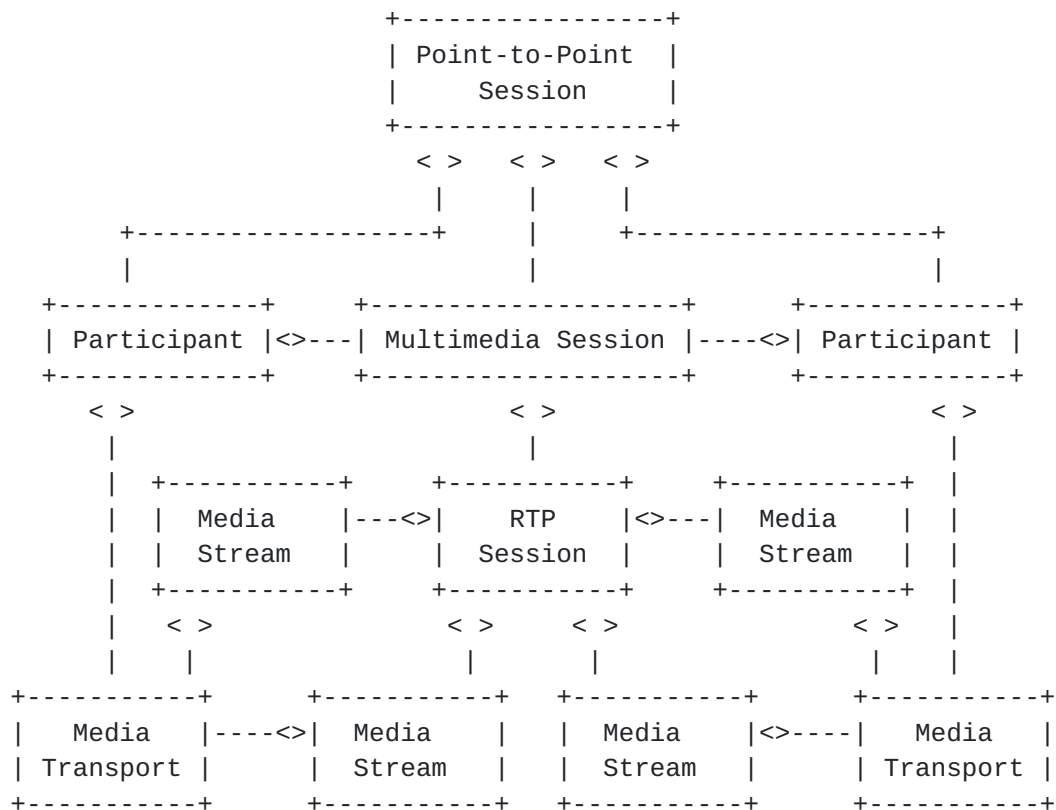 +------------------+
| Point-to-Point  |
|     Session     |
+------------------+
< >   < >   < >
|     |     |
+-------------------+     |     +-------------------+
|                         |                         |
+-------------+     +--------------------+      +-------------+
| Participant |<>---| Multimedia Session |----<>| Participant |
+-------------+     +--------------------+      +-------------+
< >                        < >                        < >
|                          |                          |
|  +-----------+     +-----------+     +-----------+  |
|  |  Media    |---<>|    RTP    |<>---|  Media    |  |
|  |  Stream   |     |  Session  |     |  Stream   |  |
|  +-----------+     +-----------+     +-----------+  |
|   < >               < >     < >               < >   |
|    |                 |       |                 |    |
+-----------+      +-----------+   +-----------+      +-----------+
|   Media   |----<>|  Media    |   |  Media    |<>----|   Media   |
| Transport |      |  Stream   |   |  Stream   |      | Transport |
+-----------+      +-----------+   +-----------+      +-----------+